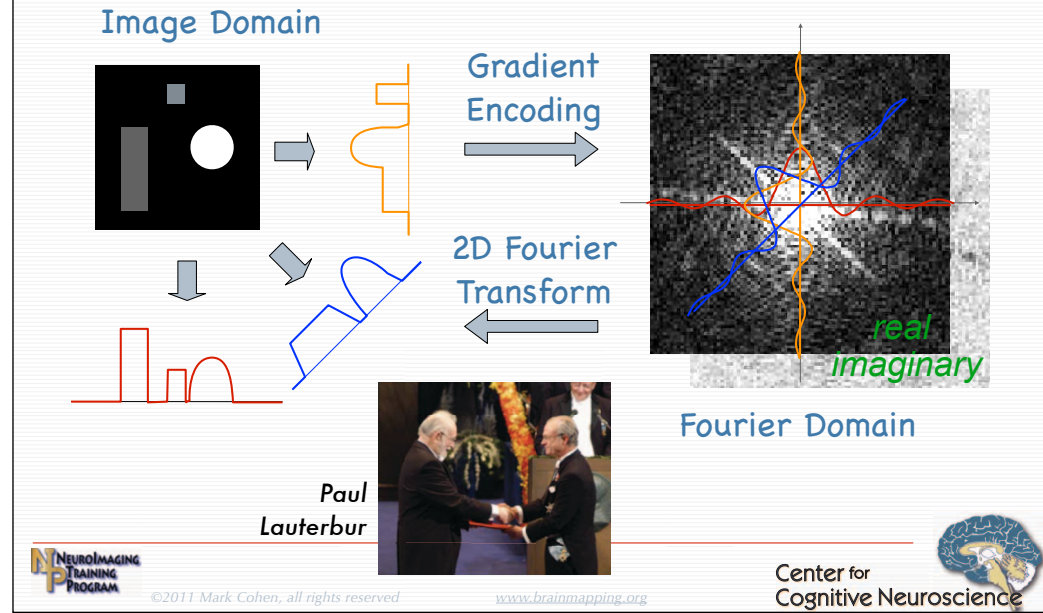 Image Domain
Gradient
Encoding
2D Fourier
Transform
real
imaginary
Fourier Domain
Paul
Lauterbur
NEUROIMAGING
TRAINING
PROGRAM
©2011 Mark Cohen, all rights reserved
www.brainmapping.org
Center for
Cognitive Neuroscience